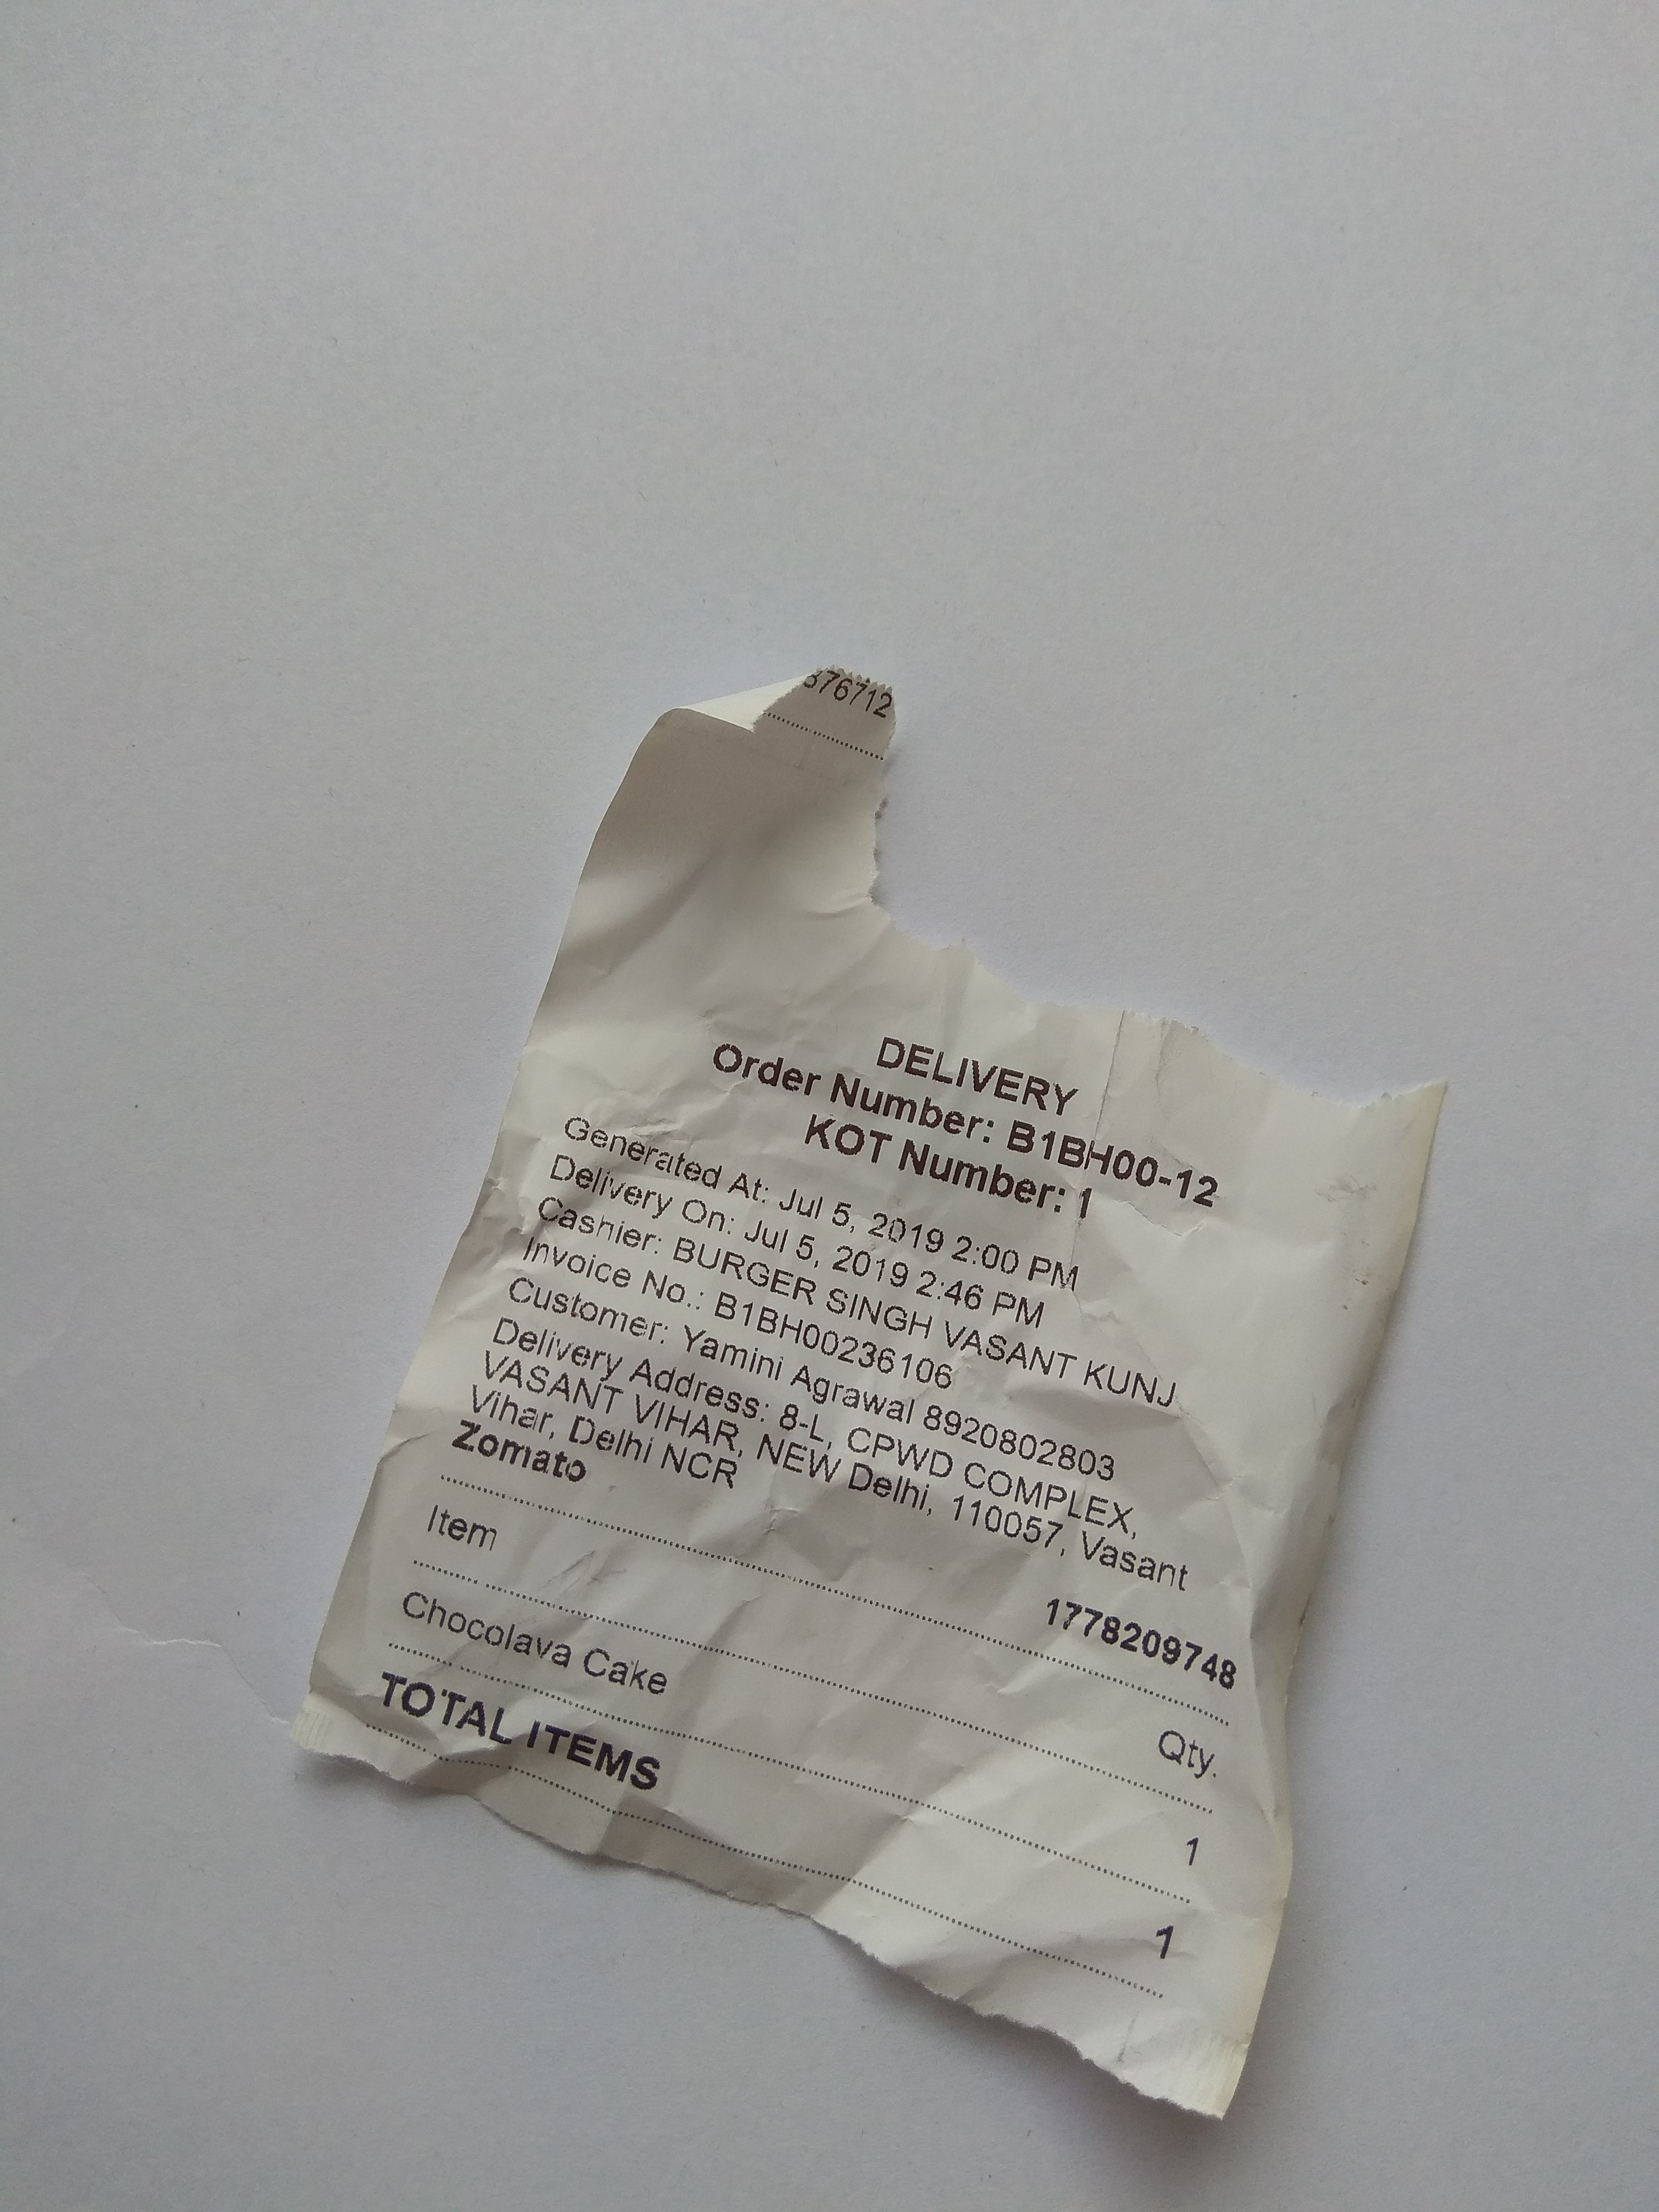 76712
DELIVERY
Order Number: B1BH00-12
KOT Number: 1
Generated At: Jul 5, 2019 2:00 PM
Delivery On: Jul 5, 2019 2:46 PM
Cashier: BURGER SINGH VASANT KUNJ
Invoice No.: B1BH00236106
Customer: Yamini Agrawal 8920802803
Delivery Address: 8-L, CPWD COMPLEX,
VASANT VIHAR, NEW Delhi, 110057, Vasant
Vihar, Delhi NCR
Zomato 1778209748
Item Qty.
Chocolava Cake 1
TOTAL ITEMS 1